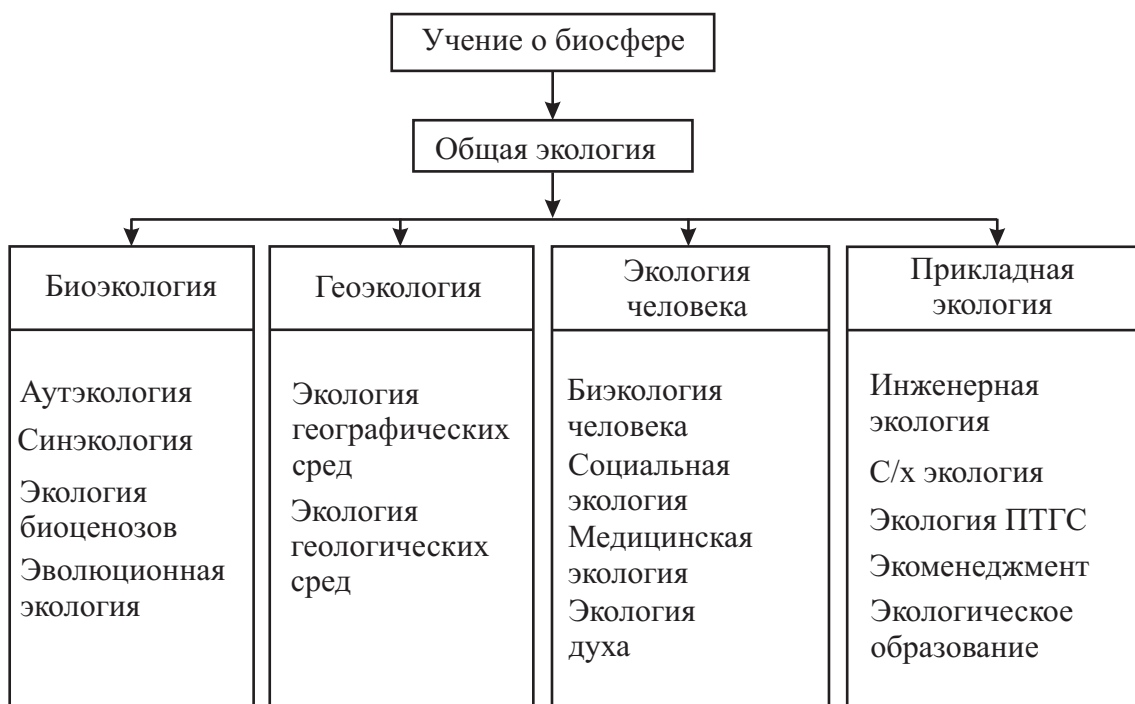 Учение о биосфере
Общая экология
Биоэкология
Аутэкология
Синэкология
Экология
биоценозов
Эволюционная
экология
Геоэкология
Экология
географических
сред
Экология
геологических
сред
Экология
человека
Биэкология
человека
Социальная
экология
Медицинская
экология
Экология
духа
Прикладная
экология
Инженерная
экология
С/х экология
Экология ПТГС
Экоменеджмент
Экологическое
образование